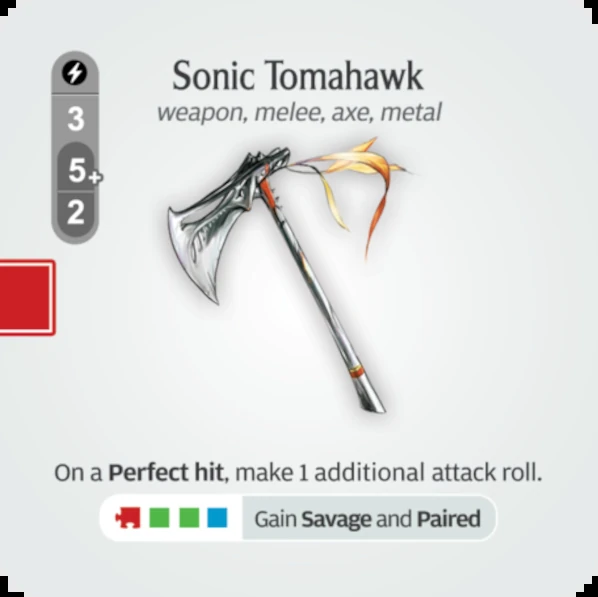 Sonic Tomahawk
weapon, melee, axe, metal
3
5+
2
On a Perfect hit, make 1 additional attack roll.
Gain Savage and Paired